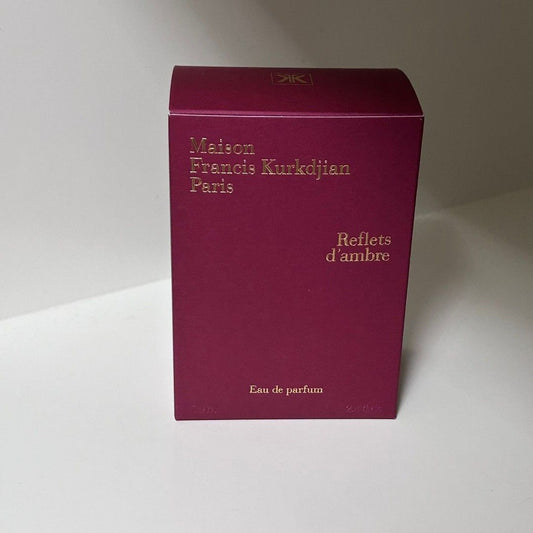 Maison
Francis Kurkdjian
Paris
Reflets
d'ambre
Eau de parfum